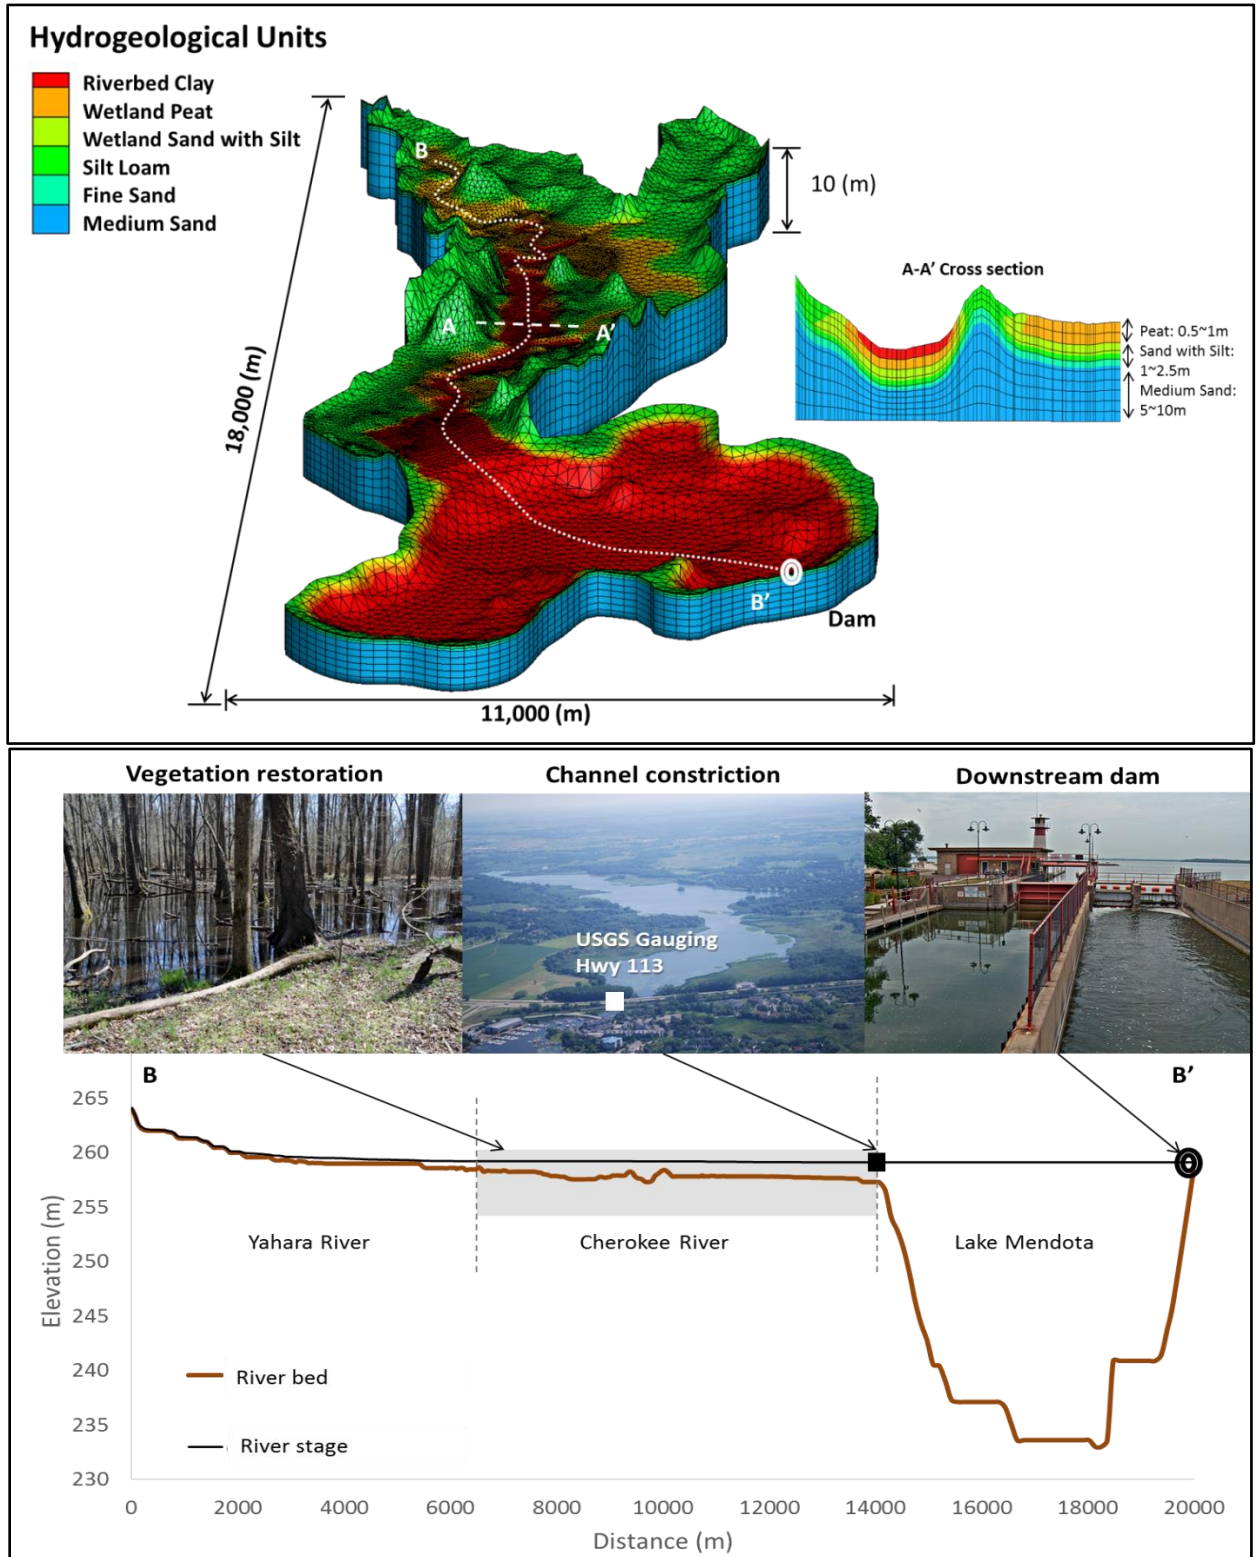 Hydrogeological Units
Riverbed Clay
Wetland Peat
Wetland Sand with Silt
Silt Loam
Fine Sand
Medium Sand
B
10 (m)
A-A’ Cross section
A
A’
Peat: 0.5~1m
Sand with Silt:
1~2.5m
Medium Sand:
5~10m
18,000 (m)
B’
Dam
11,000 (m)
Vegetation restoration
Channel constriction
Downstream dam
USGS Gauging
Hwy 113
B
B’
265
260
255
250
245
240
235
230
Elevation (m)
Yahara River
Cherokee River
Lake Mendota
River bed
River stage
0
2000
4000
6000
8000
10000
12000
14000
16000
18000
20000
Distance (m)